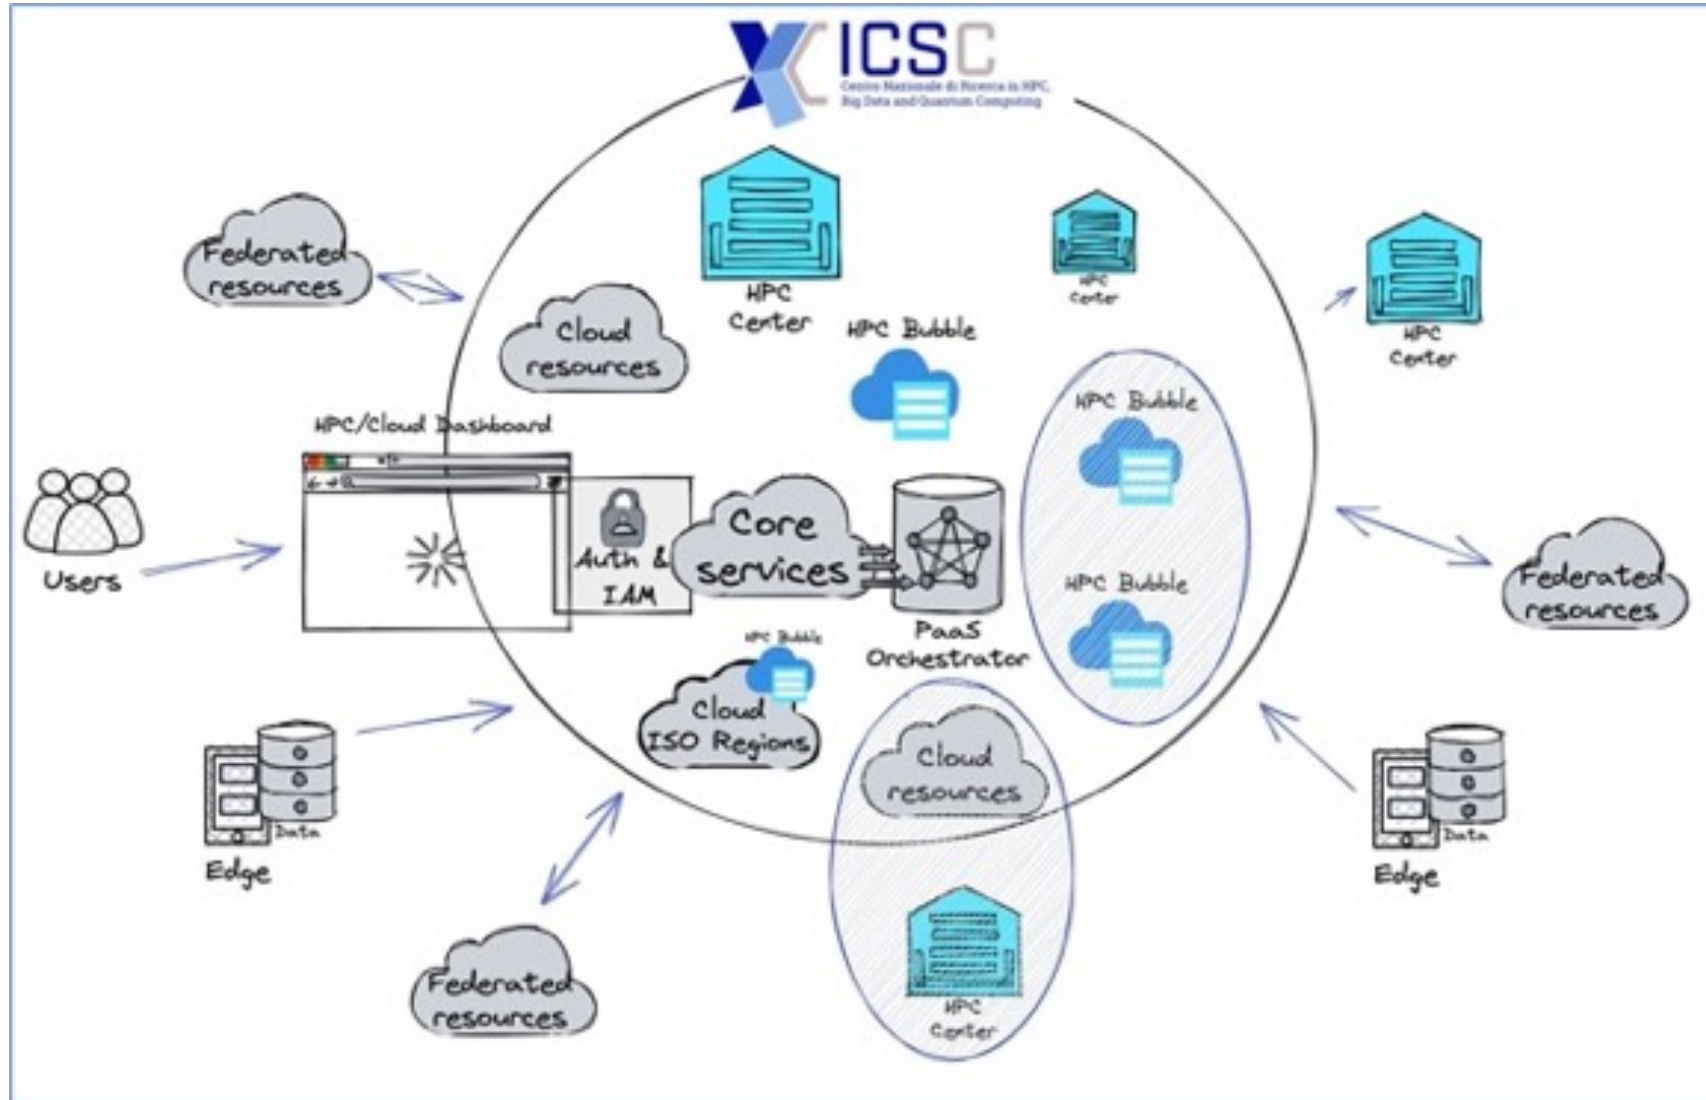 ICSC
Centro Nazionale di Ricerca in HPC,
Big Data and Quantum Computing
Federated
resources
HPC
Center
HPC
Center
HPC
Center
Cloud
resources
HPC Bubble
HPC Bubble
HPC/Cloud Dashboard
Users
Auth &
IAM
Core
services
PaaS
Orchestrator
HPC Bubble
Federated
resources
HPC Bubble
Cloud
ISO Regions
Cloud
resources
Data
Edge
Data
Edge
Federated
resources
HPC
Center